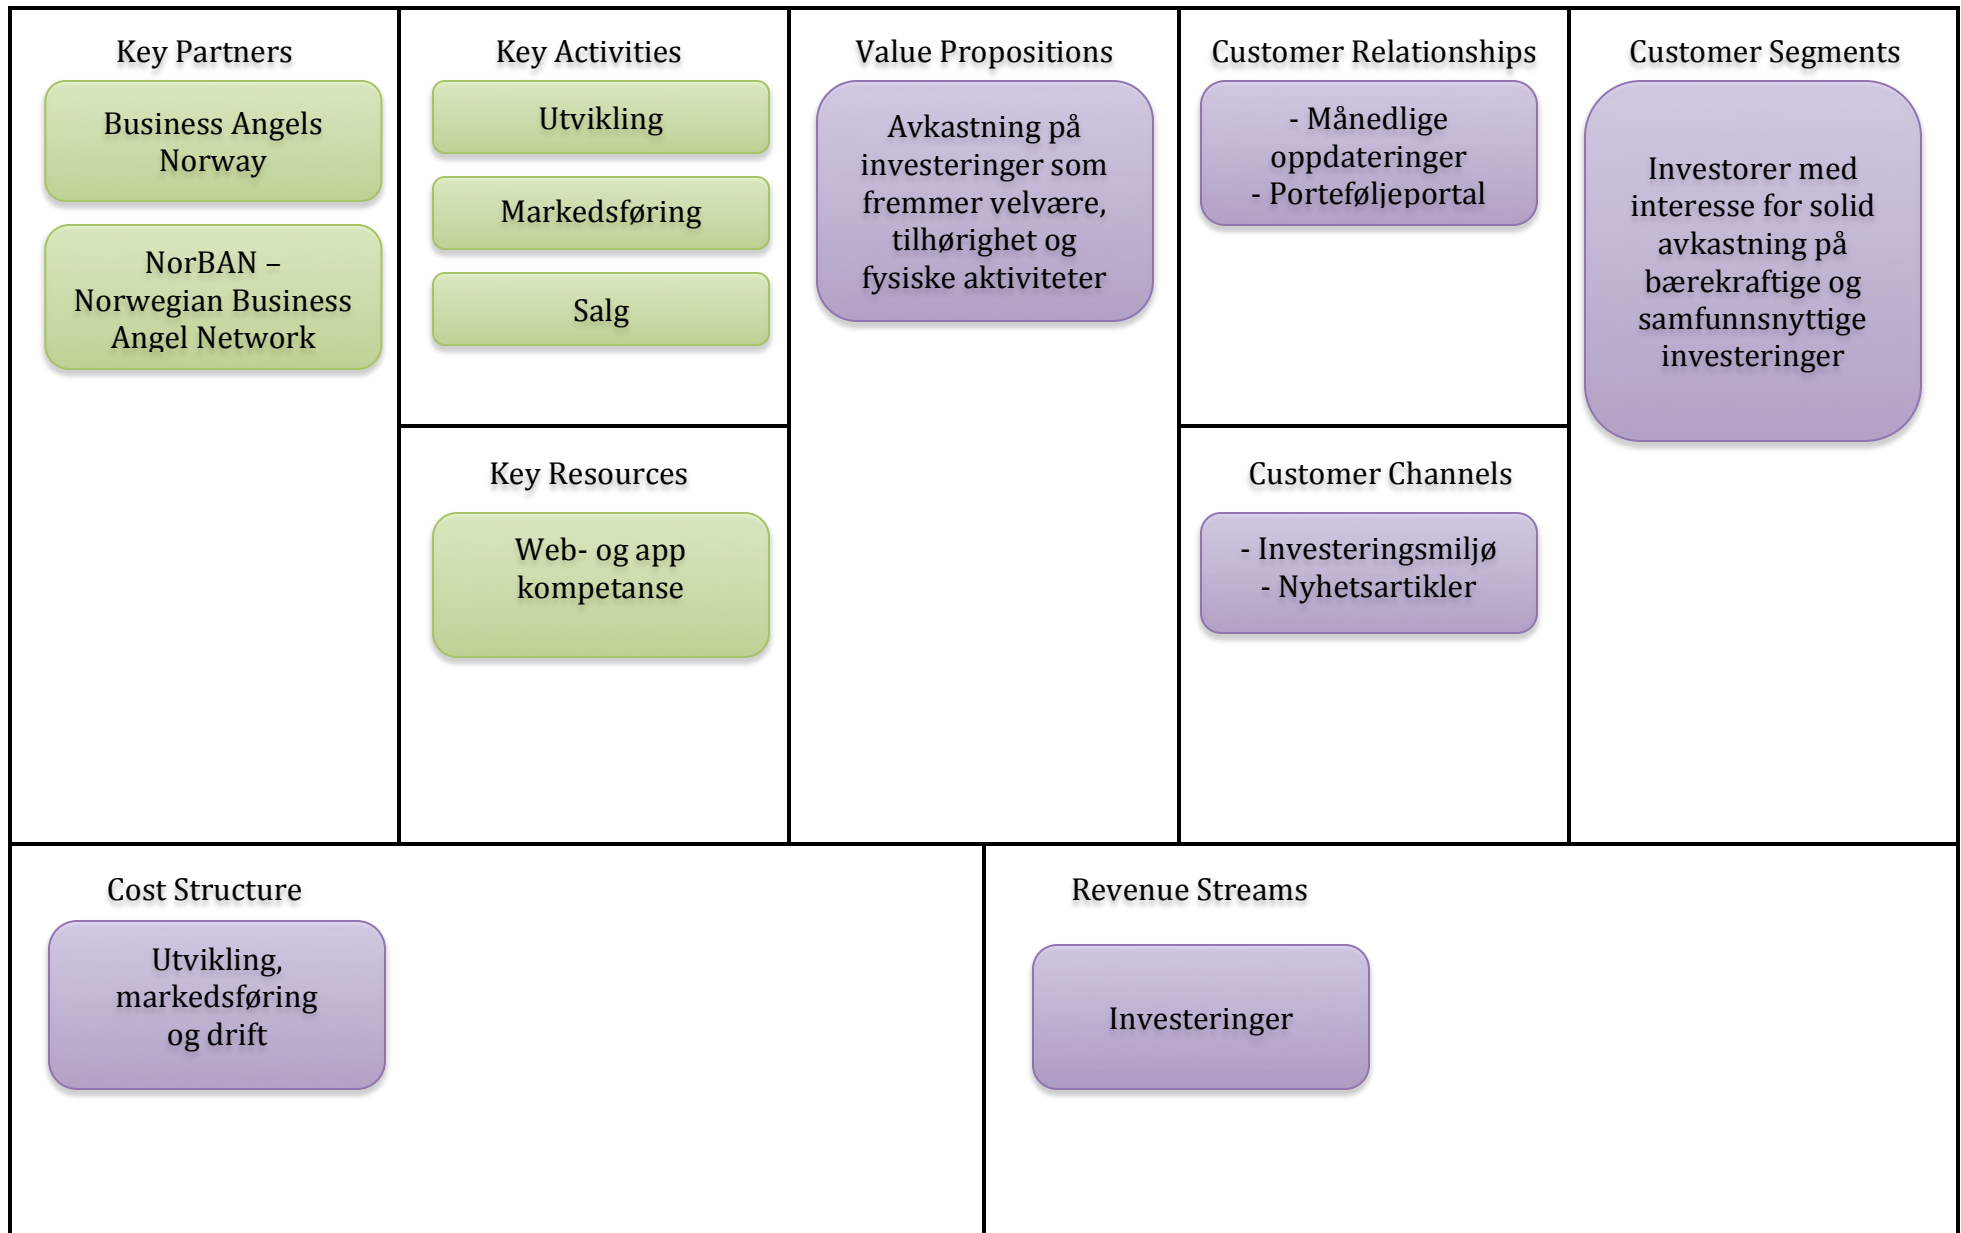 Key Partners
Business Angels
Norway
NorBAN –
Norwegian Business
Angel Network
Key Activities
Utvikling
Markedsføring
Salg
Key Resources
Web- og app
kompetanse
Value Propositions
Avkastning på
investeringer som
fremmer velvære,
tilhørighet og
fysiske aktiviteter
Customer Relationships
- Månedlige
oppdateringer
- Porteføljeportal
Customer Channels
- Investeringsmiljø
- Nyhetsartikler
Customer Segments
Investorer med
interesse for solid
avkastning på
bærekraftige og
samfunnsnyttige
investeringer
Cost Structure
Utvikling,
markedsføring
og drift
Revenue Streams
Investeringer